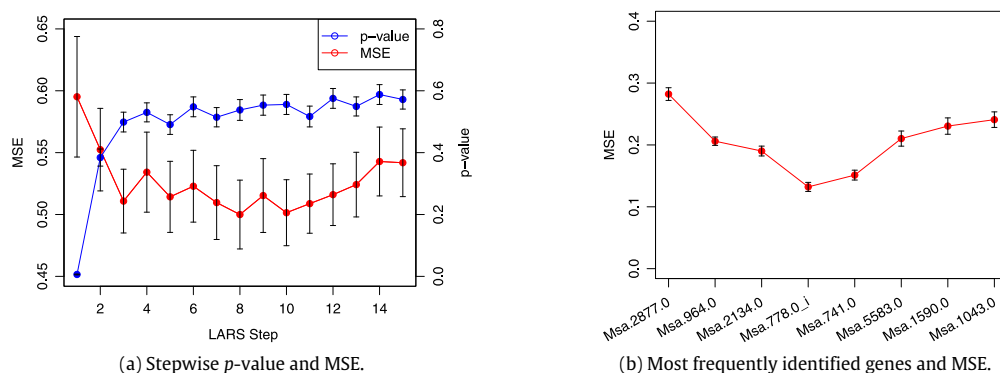 p-value
MSE
MSE
0.65
0.60
0.55
0.50
0.45
0.8
0.6
0.4
0.2
0.0
p-value
2 4 6 8 10 12 14
LARS Step
(a) Stepwise p-value and MSE.
MSE
0.4
0.3
0.2
0.1
0.0
Msa.2877.0
Msa.964.0
Msa.2134.0
Msa.778.0_i
Msa.741.0
Msa.5583.0
Msa.1590.0
Msa.1043.0
(b) Most frequently identified genes and MSE.